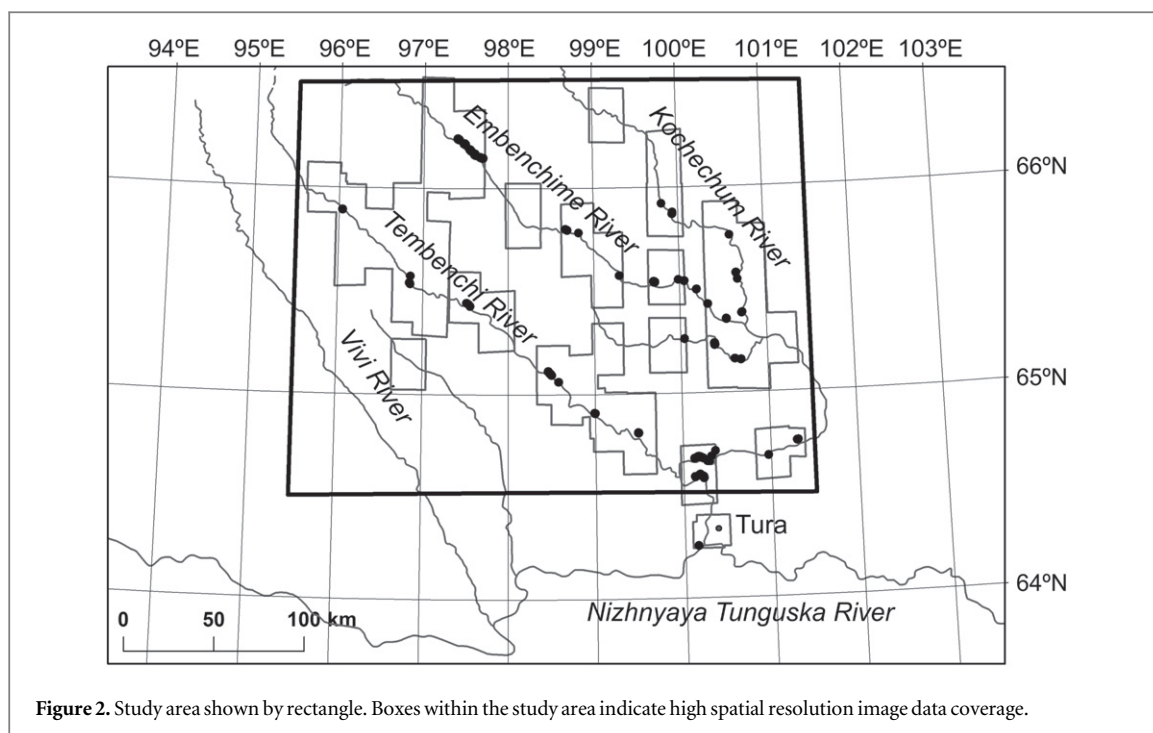 94ºE 95ºE 96ºE 97ºE 98ºE 99ºE 100ºE 101ºE 102ºE 103ºE
Embenchime River
Kochechum River
66ºN
Tembenchi River
Vivi River
65ºN
Tura
64ºN
Nizhnyaya Tunguska River
0 50 100 km
Figure 2. Study area shown by rectangle. Boxes within the study area indicate high spatial resolution image data coverage.